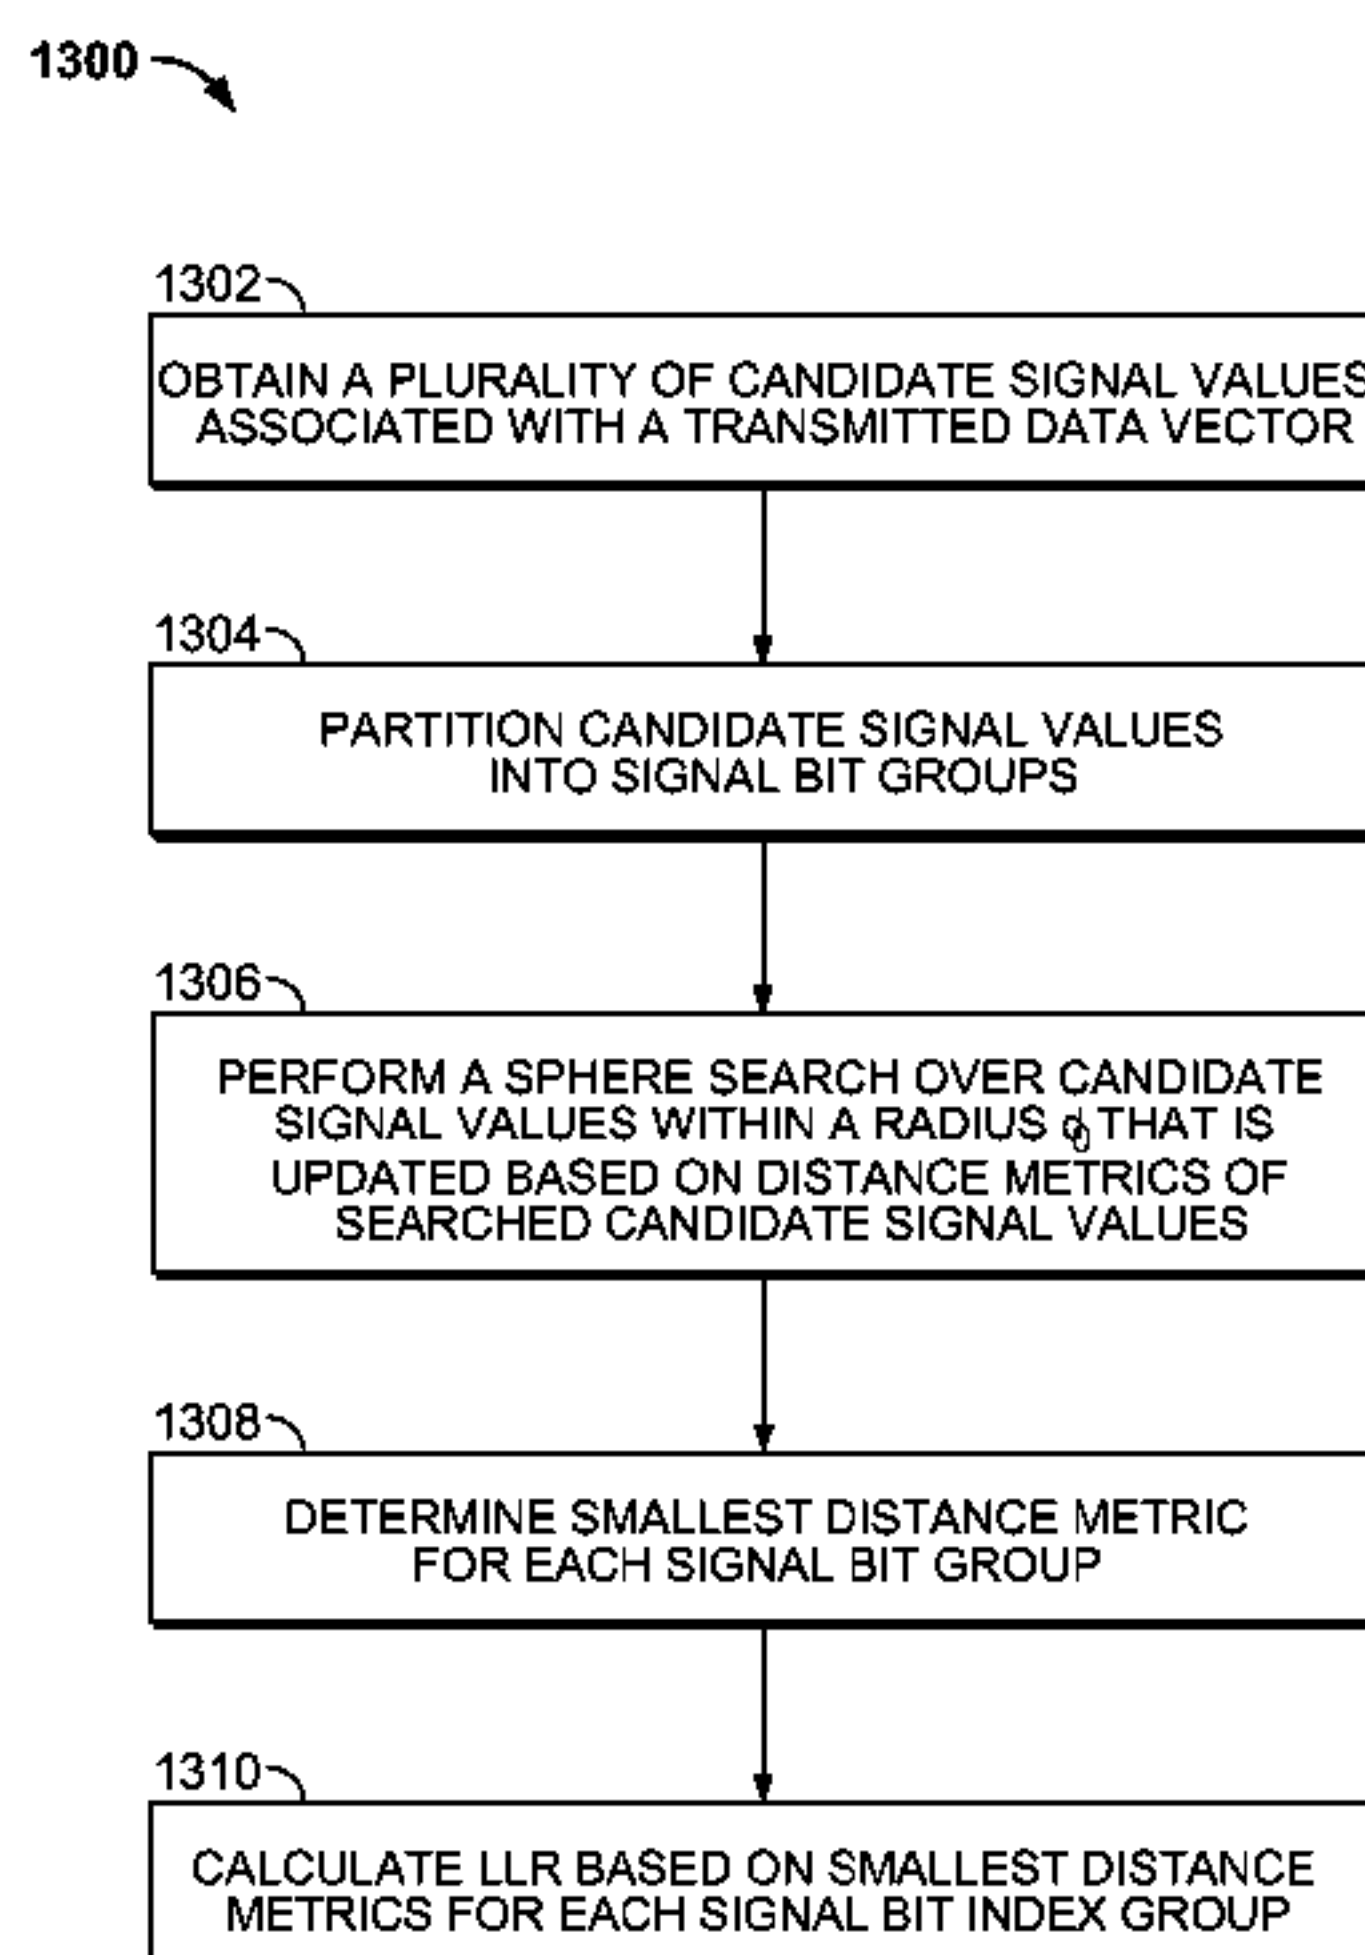 1300
1302
OBTAIN A PLURALITY OF CANDIDATE SIGNAL VALUES
ASSOCIATED WITH A TRANSMITTED DATA VECTOR
1304
PARTITION CANDIDATE SIGNAL VALUES
INTO SIGNAL BIT GROUPS
1306
PERFORM A SPHERE SEARCH OVER CANDIDATE
SIGNAL VALUES WITHIN A RADIUS d₀ THAT IS
UPDATED BASED ON DISTANCE METRICS OF
SEARCHED CANDIDATE SIGNAL VALUES
1308
DETERMINE SMALLEST DISTANCE METRIC
FOR EACH SIGNAL BIT GROUP
1310
CALCULATE LLR BASED ON SMALLEST DISTANCE
METRICS FOR EACH SIGNAL BIT INDEX GROUP